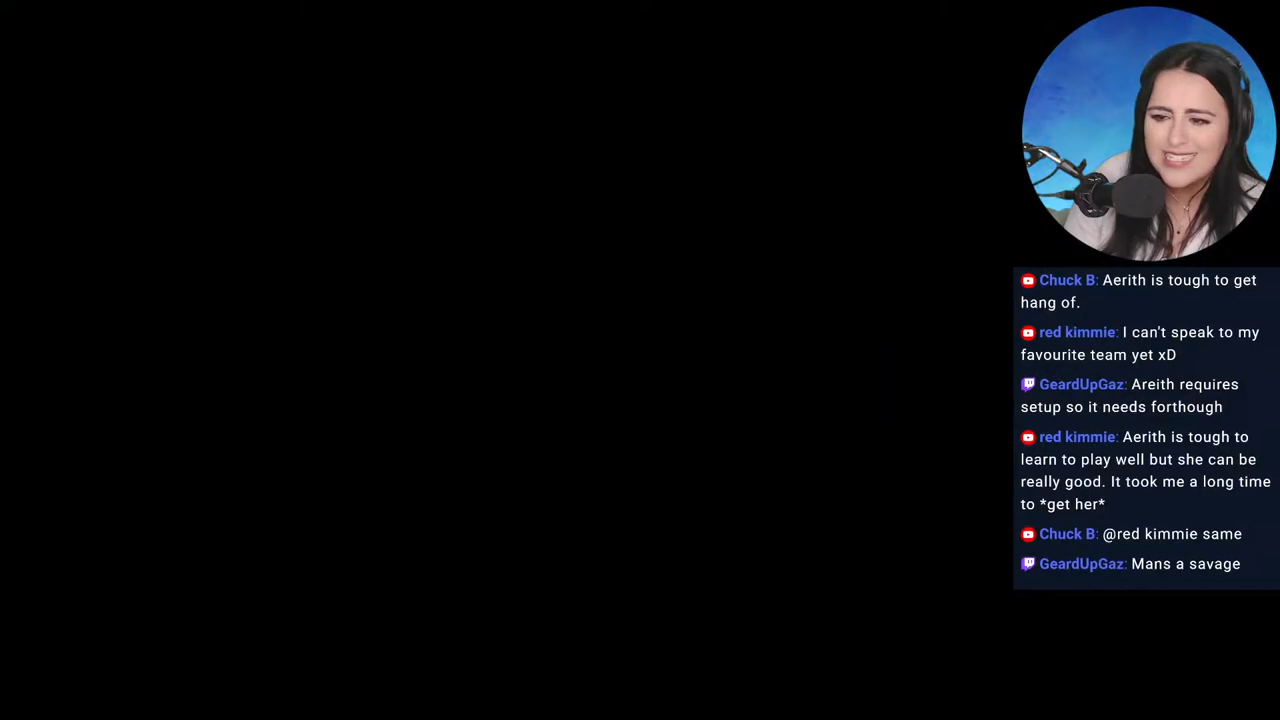 Chuck B: Aerith is tough to get
hang of.
red kimmie: I can't speak to my
favourite team yet xD
GeardUpGaz: Areith requires
setup so it needs forthough
red kimmie: Aerith is tough to
learn to play well but she can be
really good. It took me a long time
to *get her*
Chuck B: @red kimmie same
GeardUpGaz: Mans a savage